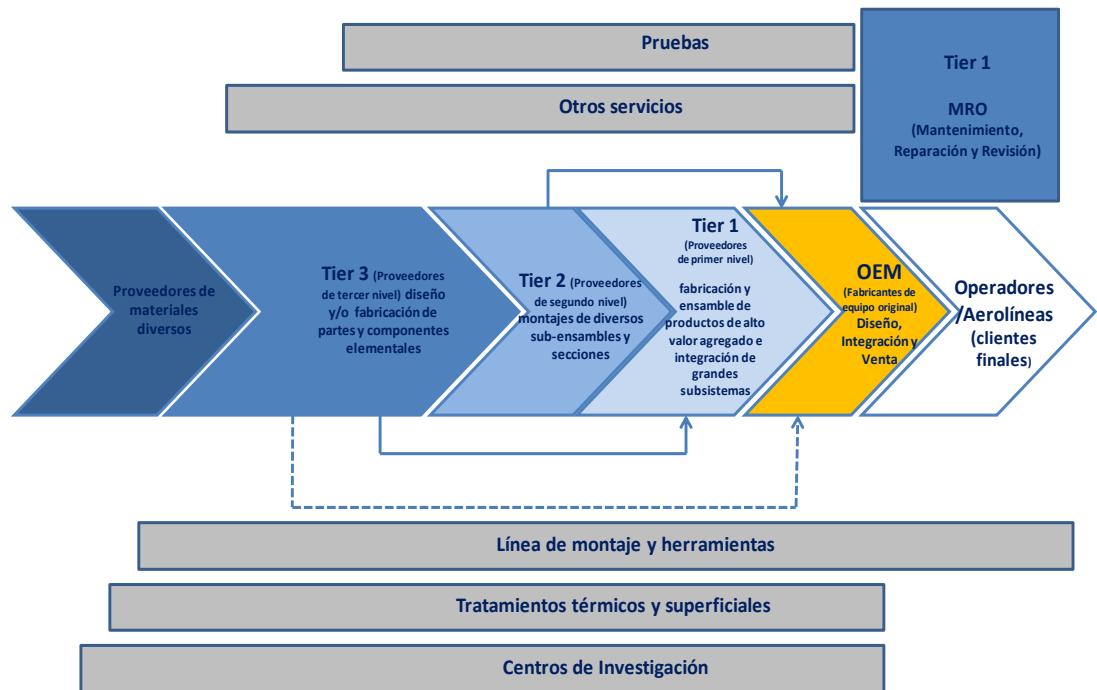 Pruebas
Otros servicios
Tier 1
MRO
(Mantenimiento,
Reparación y Revisión)
Proveedores de
materiales
diversos
Tier 3 (Proveedores
de tercer nivel) diseño
y/o fabricación de
partes y componentes
elementales
Tier 2 (Proveedores
de segundo nivel)
montajes de diversos
sub-ensambles y
secciones
Tier 1
(Proveedores
de primer nivel)
fabricación y
ensamble de
productos de alto
valor agregado e
integración de
grandes
subsistemas
OEM
(Fabricantes de
equipo original)
Diseño,
Integración y
Venta
Operadores
/Aerolíneas
(clientes
finales)
Línea de montaje y herramientas
Tratamientos térmicos y superficiales
Centros de Investigación